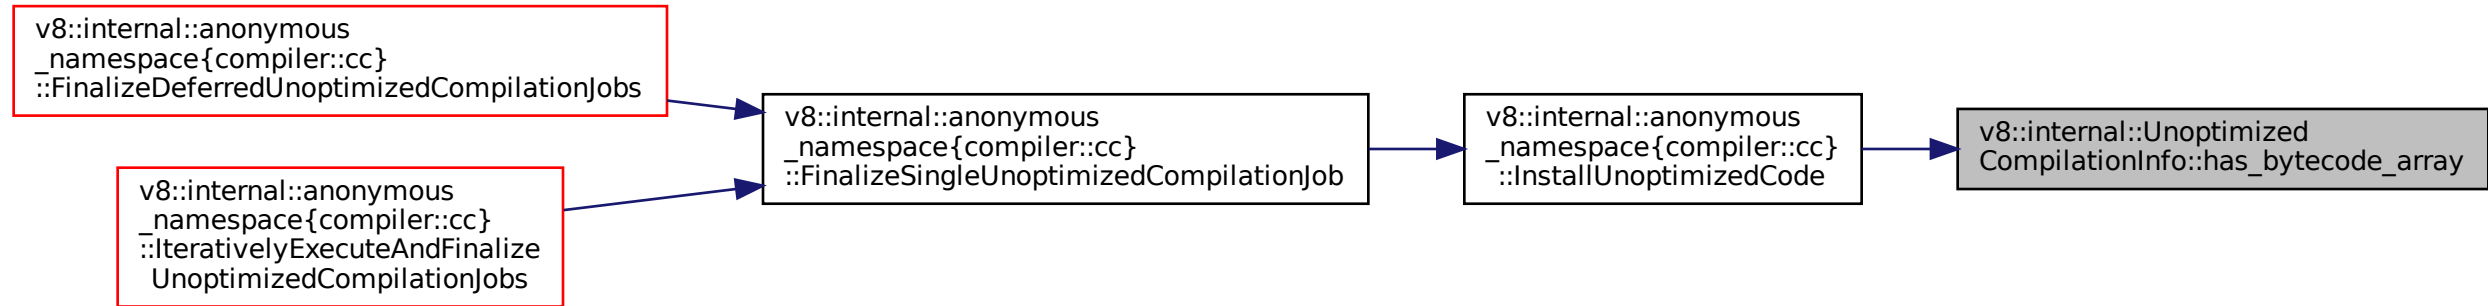 v8::internal::anonymous
_namespace{compiler::cc}
::FinalizeDeferredUnoptimizedCompilationJobs
v8::internal::anonymous
_namespace{compiler::cc}
::IterativelyExecuteAndFinalize
UnoptimizedCompilationJobs
v8::internal::anonymous
_namespace{compiler::cc}
::FinalizeSingleUnoptimizedCompilationJob
v8::internal::anonymous
_namespace{compiler::cc}
::InstallUnoptimizedCode
v8::internal::Unoptimized
CompilationInfo::has_bytecode_array